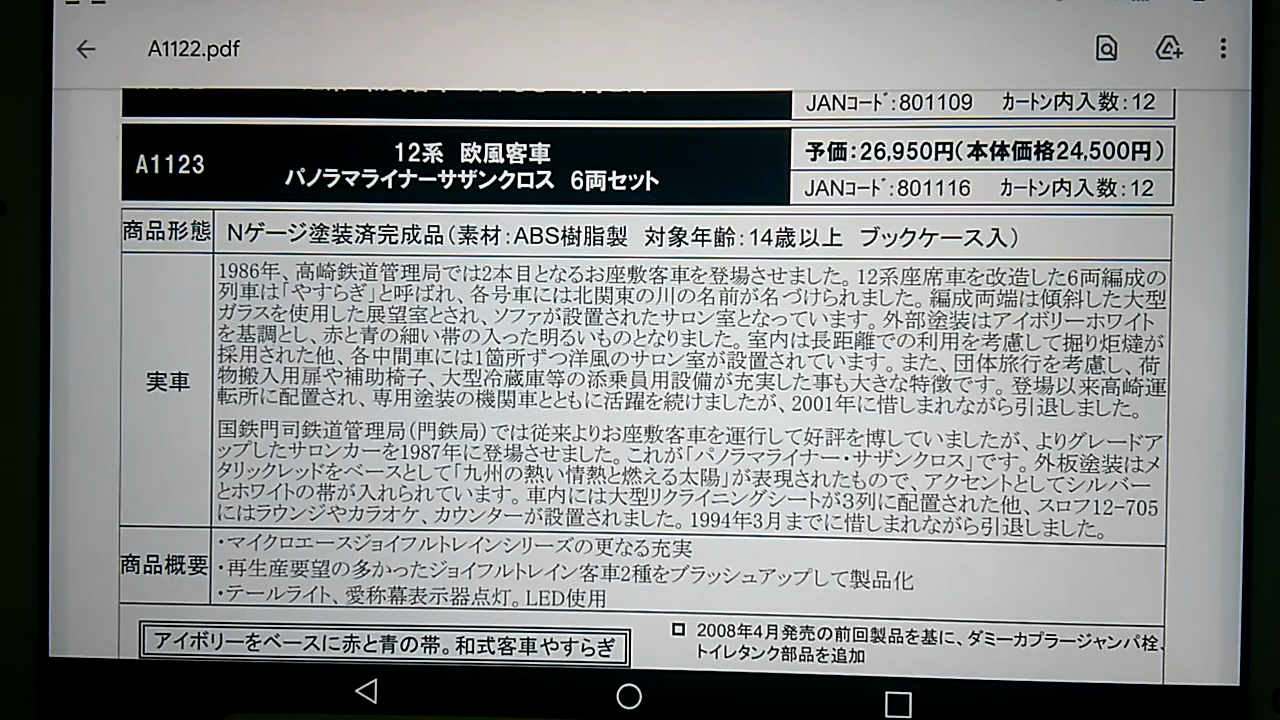 A1122.pdf
JANｺｰﾄﾞ:801109 カートン内入数:12
A1123
12系 欧風客車
パノラマライナーサザンクロス 6両セット
予価:26,950円(本体価格24,500円)
JANｺｰﾄﾞ:801116 カートン内入数:12
商品形態
Nゲージ塗装済完成品(素材:ABS樹脂製 対象年齢:14歳以上 ブックケース入)
実車
1986年、高崎鉄道管理局では2本目となるお座敷客車を登場させました。12系座席車を改造した6両編成の
列車は「やすらぎ」と呼ばれ、各号車には北関東の川の名前が名づけられました。編成両端は傾斜した大型
ガラスを使用した展望室とされ、ソファが設置されたサロン室となっています。外部塗装はアイボリーホワイト
を基調とし、赤と青の細い帯の入った明るいものとなりました。室内は長距離での利用を考慮して掘り炬燵が
採用された他、各中間車には1箇所ずつ洋風のサロン室が設置されています。また、団体旅行を考慮し、荷
物搬入用扉や補助椅子、大型冷蔵庫等の添乗員用設備が充実した事も大きな特徴です。登場以来高崎運
転所に配置され、専用塗装の機関車とともに活躍を続けましたが、2001年に惜しまれながら引退しました。
国鉄門司鉄道管理局(門鉄局)では従来よりお座敷客車を運行して好評を博していましたが、よりグレードア
ップしたサロンカーを1987年に登場させました。これが「パノラマライナー・サザンクロス」です。外板塗装はメ
タリックレッドをベースとして「九州の熱い情熱と燃える太陽」が表現されたもので、アクセントとしてシルバー
とホワイトの帯が入れられています。車内には大型リクライニングシートが3列に配置された他、スロフ12-705
にはラウンジやカラオケ、カウンターが設置されました。1994年3月までに惜しまれながら引退しました。
商品概要
・マイクロエースジョイフルトレインシリーズの更なる充実
・再生産要望の多かったジョイフルトレイン客車2種をブラッシュアップして製品化
・テールライト、愛称幕表示器点灯。LED使用
アイボリーをベースに赤と青の帯。和式客車やすらぎ
2008年4月発売の前回製品を基に、ダミーカプラージャンパ栓、
トイレタンク部品を追加